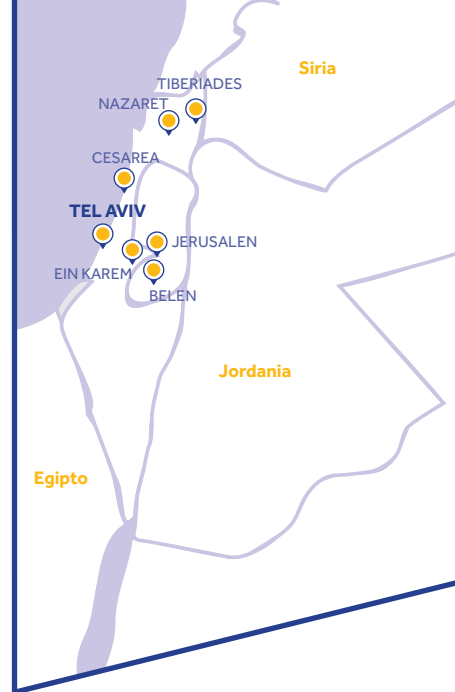 Siria
TIBERIADES
NAZARET
CESAREA
TEL AVIV
JERUSALEN
EIN KAREM
BELEN
Jordania
Egipto